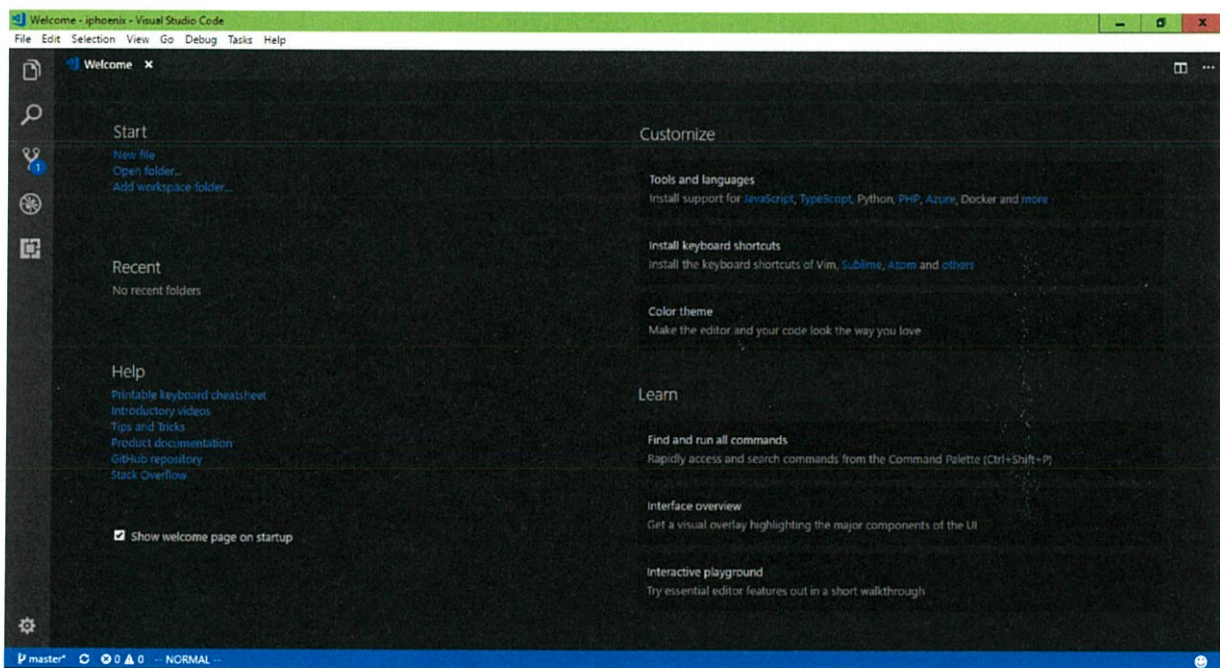 Welcome - iphoenix - Visual Studio Code
File Edit Selection View Go Debug Tasks Help
Welcome
Start
New file
Open folder...
Add workspace folder...
Recent
No recent folders
Help
Printable keyboard cheatsheet
Introductory videos
Tips and Tricks
Product documentation
GitHub repository
Stack Overflow
Show welcome page on startup
Customize
Tools and languages
Install support for JavaScript, TypeScript, Python, PHP, Azure, Docker and more
Install keyboard shortcuts
Install the keyboard shortcuts of Vim, Sublime, Atom and others
Color theme
Make the editor and your code look the way you love
Learn
Find and run all commands
Rapidly access and search commands from the Command Palette (Ctrl+Shift+P)
Interface overview
Get a visual overlay highlighting the major components of the UI
Interactive playground
Try essential editor features out in a short walkthrough
1
master* 0 0 -- NORMAL --